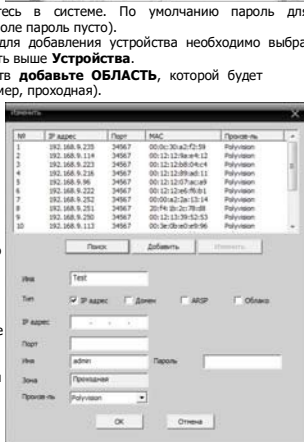 тесь в системе. По умолчанию пароль для
оле пароль пусто).
для добавления устройства необходимо выбра
ть выше Устройства.
тв добавьте ОБЛАСТЬ, которой будет
мер, проходная).
Изменить
№ IP адрес Порт MAC Произв-ль
1 192.168.9.235 34567 00:0c:30:a2:f2:59 Polyvision
2 192.168.9.114 34567 00:12:12:9a:e4:12 Polyvision
3 192.168.9.223 34567 00:12:12:b8:04:c4 Polyvision
4 192.168.9.216 34567 00:12:12:89:ad:11 Polyvision
5 192.168.9.96 34567 00:12:12:07:ac:a9 Polyvision
6 192.168.9.222 34567 00:12:12:e6:f6:b1 Polyvision
7 192.168.9.252 34567 00:00:a2:2a:13:14 Polyvision
8 192.168.9.251 34567 20:f4:1b:2c:78:d8 Polyvision
9 192.168.9.250 34567 00:12:13:39:52:53 Polyvision
10 192.168.9.113 34567 00:3e:0b:e0:e9:96 Polyvision
Поиск Добавить Изменить
Имя Test
Тип IP адрес Домен ARSP Облако
IP адрес
Порт
Имя admin Пароль
Зона Проходная
Произв-ль Polyvision
OK Отмена